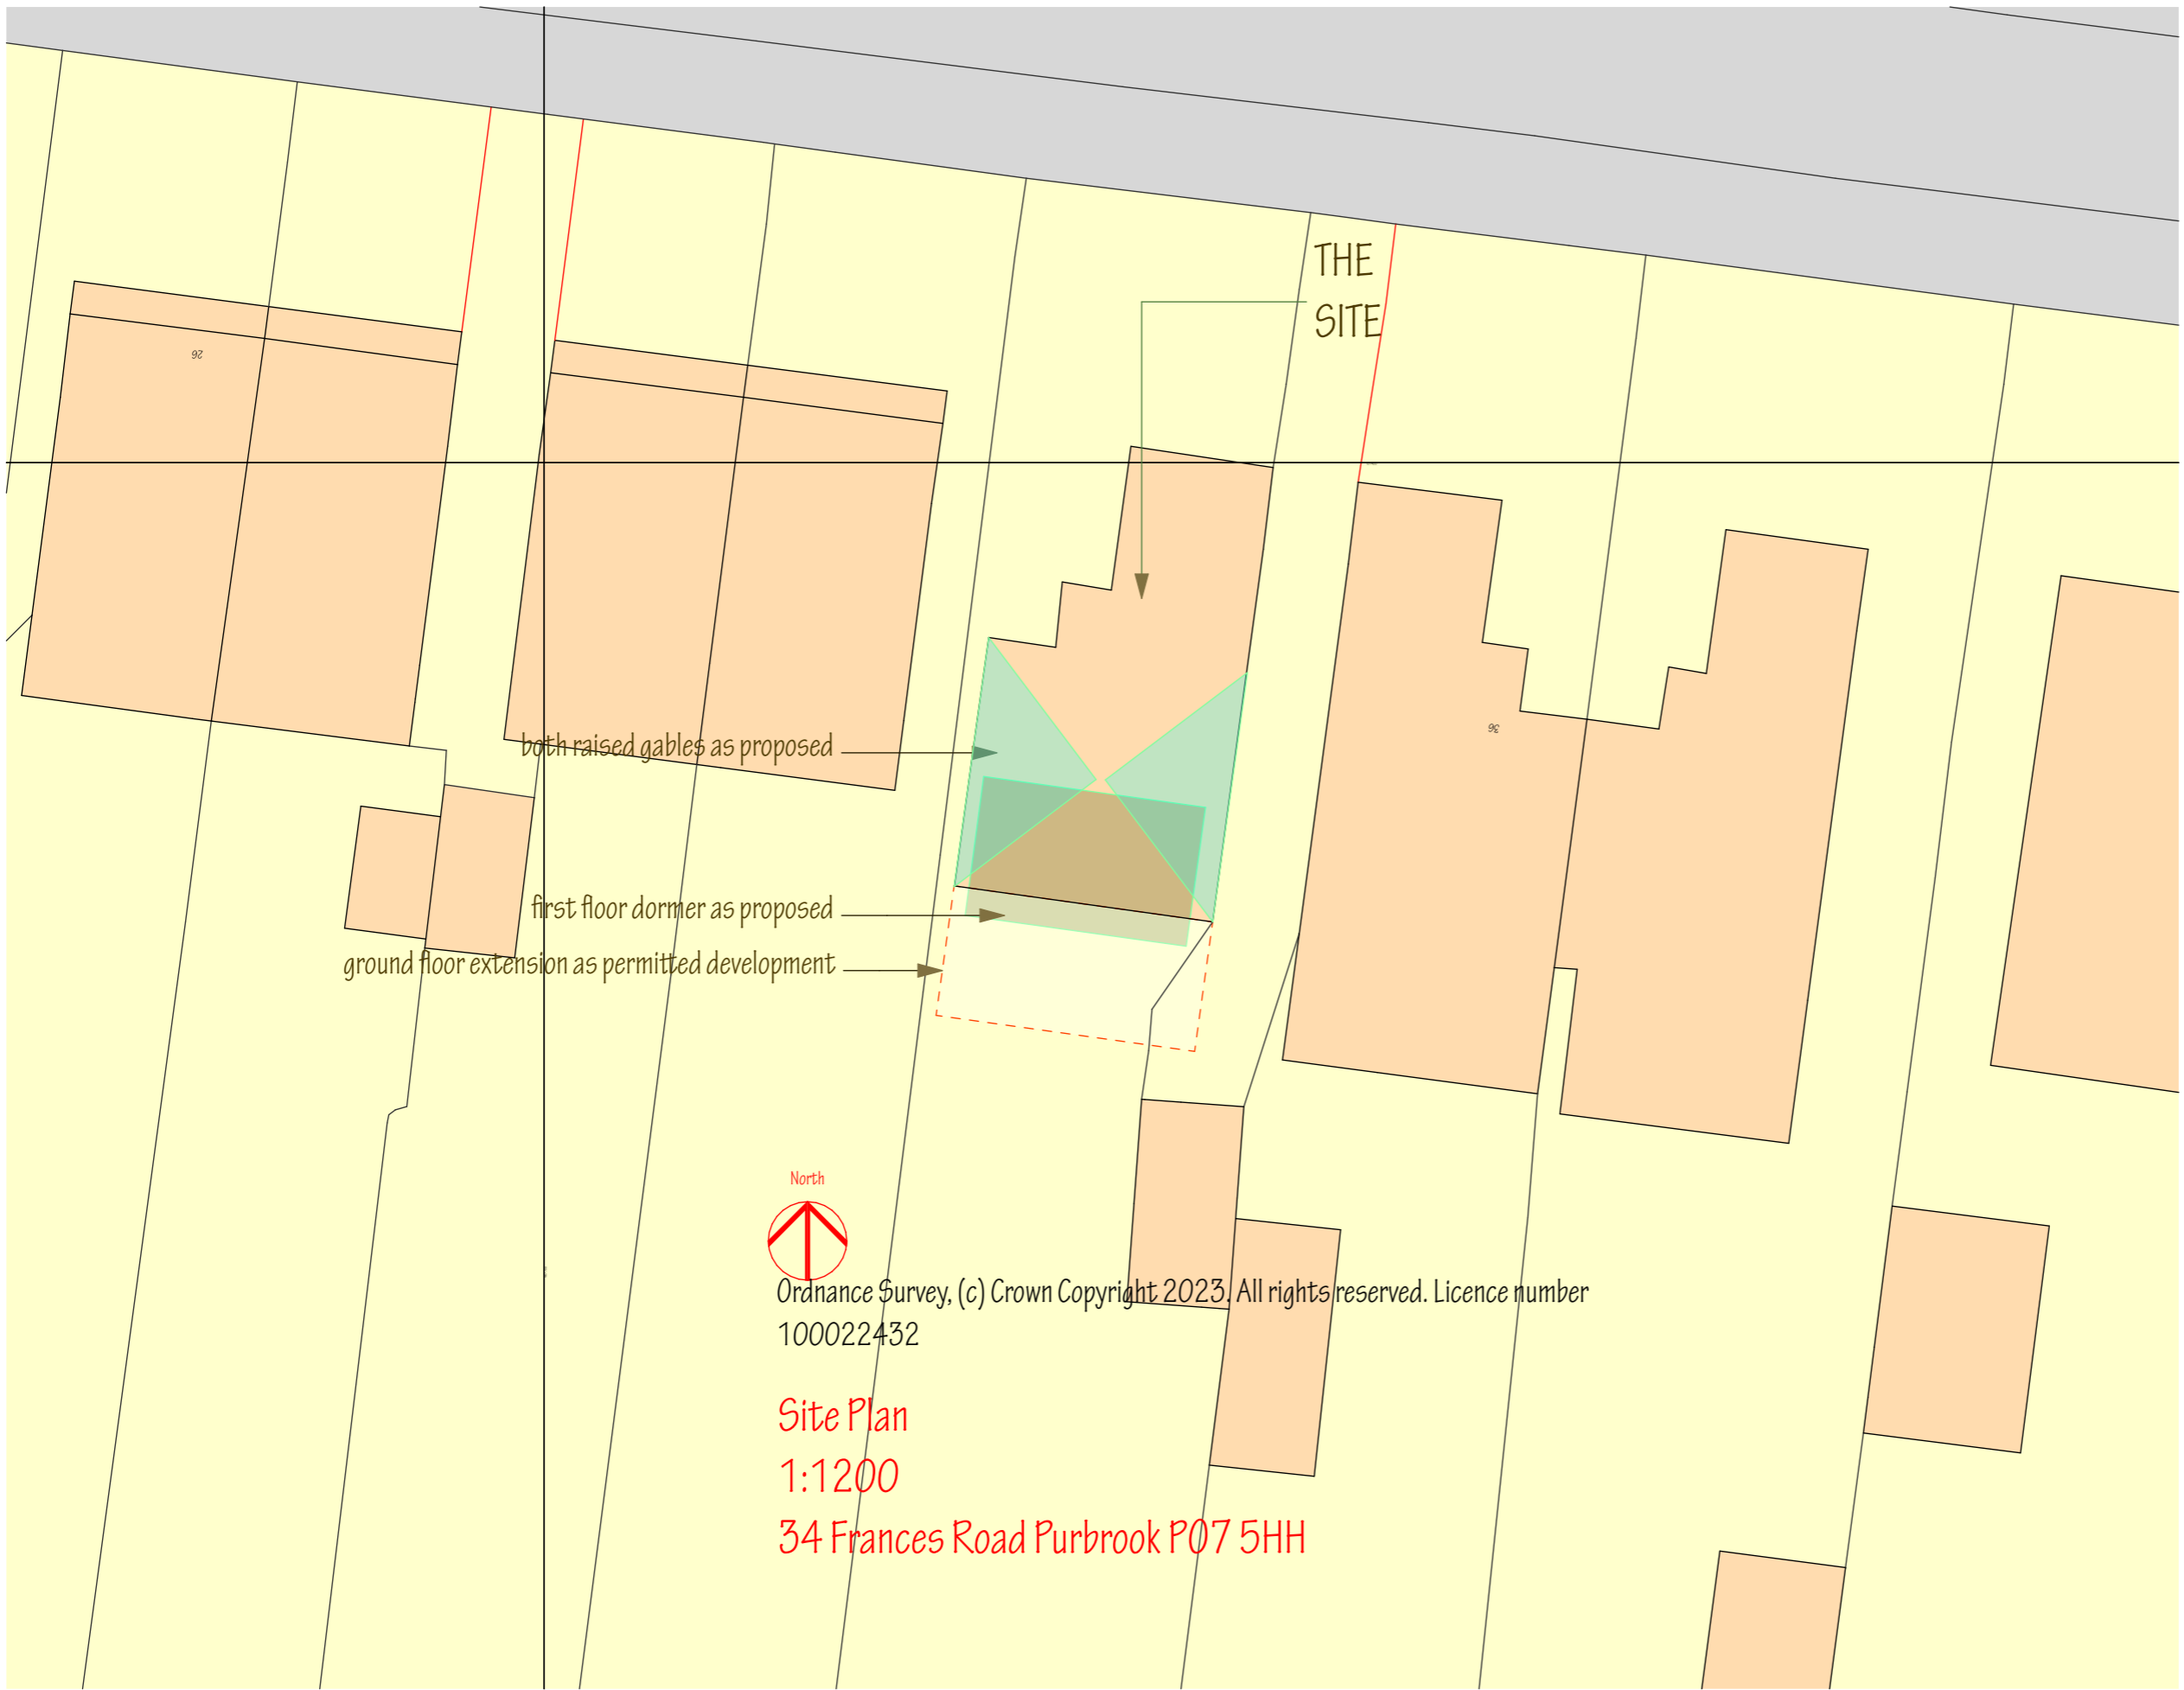 THE
SITE
26
36
both raised gables as proposed
first floor dormer as proposed
ground floor extension as permitted development
North
Ordnance Survey, (c) Crown Copyright 2023. All rights reserved. Licence number
100022432
Site Plan
1:1200
34 Frances Road Purbrook PO7 5HH